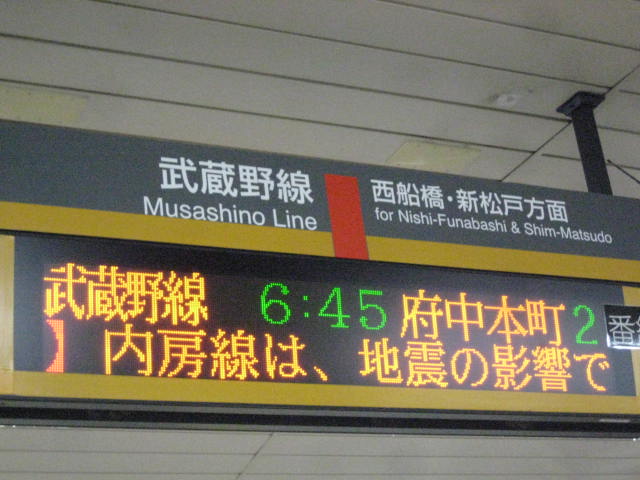 武蔵野線
Musashino Line
西船橋・新松戸方面
for Nishi-Funabashi & Shim-Matsudo
武蔵野線 6:45 府中本町 2
】内房線は、地震の影響で